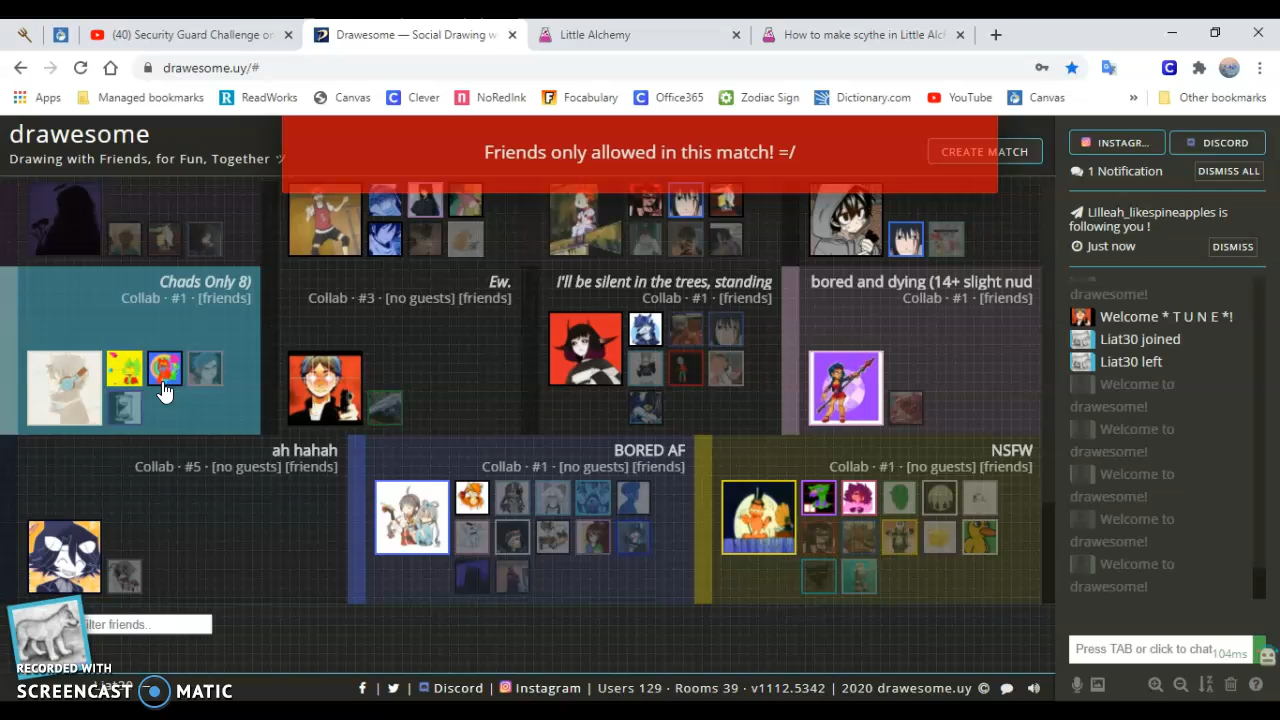 (40) Security Guard Challenge on
Drawesome — Social Drawing w
Little Alchemy
How to make scythe in Little Alc
drawesome.uy/#
Apps
Managed bookmarks
ReadWorks
Canvas
Clever
NoRedInk
Focabulary
Office365
Zodiac Sign
Dictionary.com
YouTube
Canvas
Other bookmarks
drawesome
Drawing with Friends, for Fun, Together ツ
Friends only allowed in this match! =/
CREATE MATCH
INSTAGR...
DISCORD
1 Notification
DISMISS ALL
LIlleah_likespineapples is
following you !
Just now
DISMISS
Chads Only 8)
Collab · #1 · [friends]
Ew.
Collab · #3 · [no guests] [friends]
I'll be silent in the trees, standing
Collab · #1 · [friends]
bored and dying (14+ slight nud
Collab · #1 · [friends]
ah hahah
Collab · #5 · [no guests] [friends]
BORED AF
Collab · #1 · [no guests] [friends]
NSFW
Collab · #1 · [no guests] [friends]
drawesome!
Welcome * T U N E *!
Liat30 joined
Liat30 left
Welcome to
drawesome!
Welcome to
drawesome!
Welcome to
drawesome!
Welcome to
drawesome!
Welcome to
drawesome!
filter friends..
Liat30
RECORDED WITH
SCREENCAST MATIC
Discord | Instagram | Users 129 · Rooms 39 · v1112.5342 | 2020 drawesome.uy ©
Press TAB or click to chat
104ms